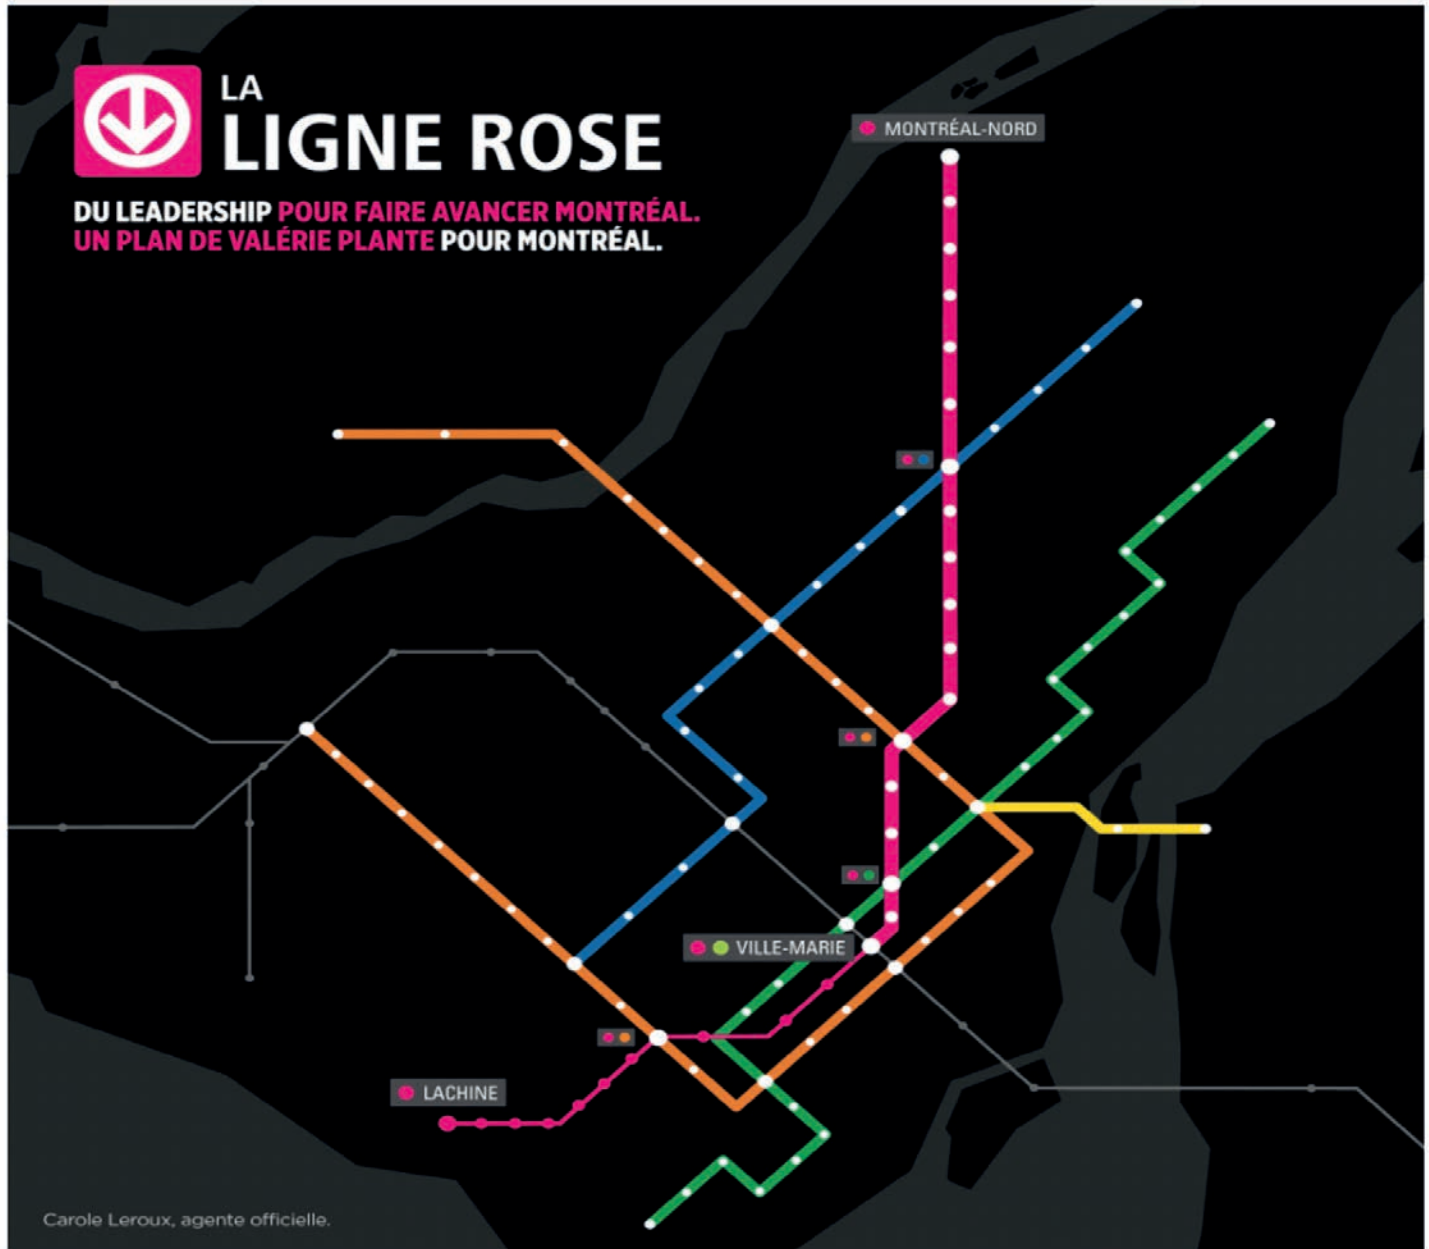 LA
LIGNE ROSE
DU LEADERSHIP POUR FAIRE AVANCER MONTRÉAL.
UN PLAN DE VALÉRIE PLANTE POUR MONTRÉAL.
MONTRÉAL-NORD
VILLE-MARIE
LACHINE
Carole Leroux, agente officielle.